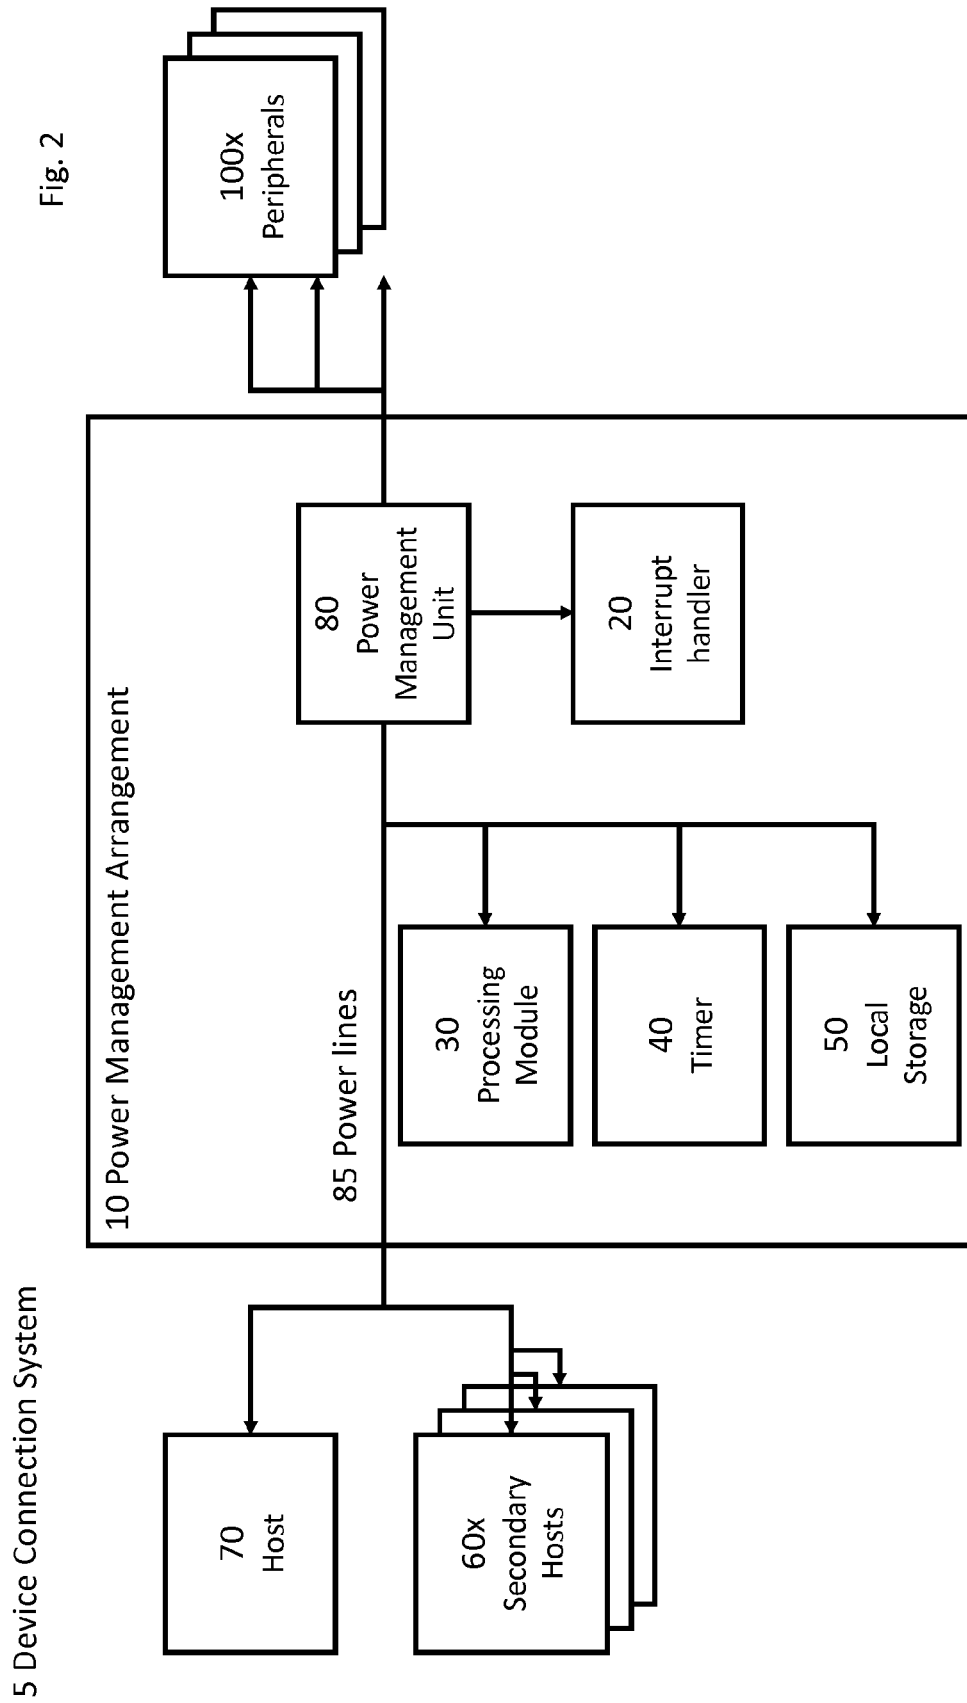 5 Device Connection System
Fig. 2
10 Power Management Arrangement
70
Host
60x
Secondary
Hosts
85 Power lines
30
Processing
Module
40
Timer
50
Local
Storage
80
Power
Management
Unit
20
Interrupt
handler
100x
Peripherals